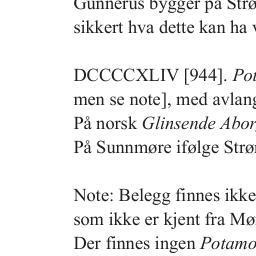 Gunnerus bygger på Strø
sikkert hva dette kan ha v
DCCCCXLIV [944]. Pot
men se note], med avlang
På norsk Glinsende Abor
På Sunnmøre ifølge Strø
Note: Belegg finnes ikke
som ikke er kjent fra Mø
Der finnes ingen Potamo